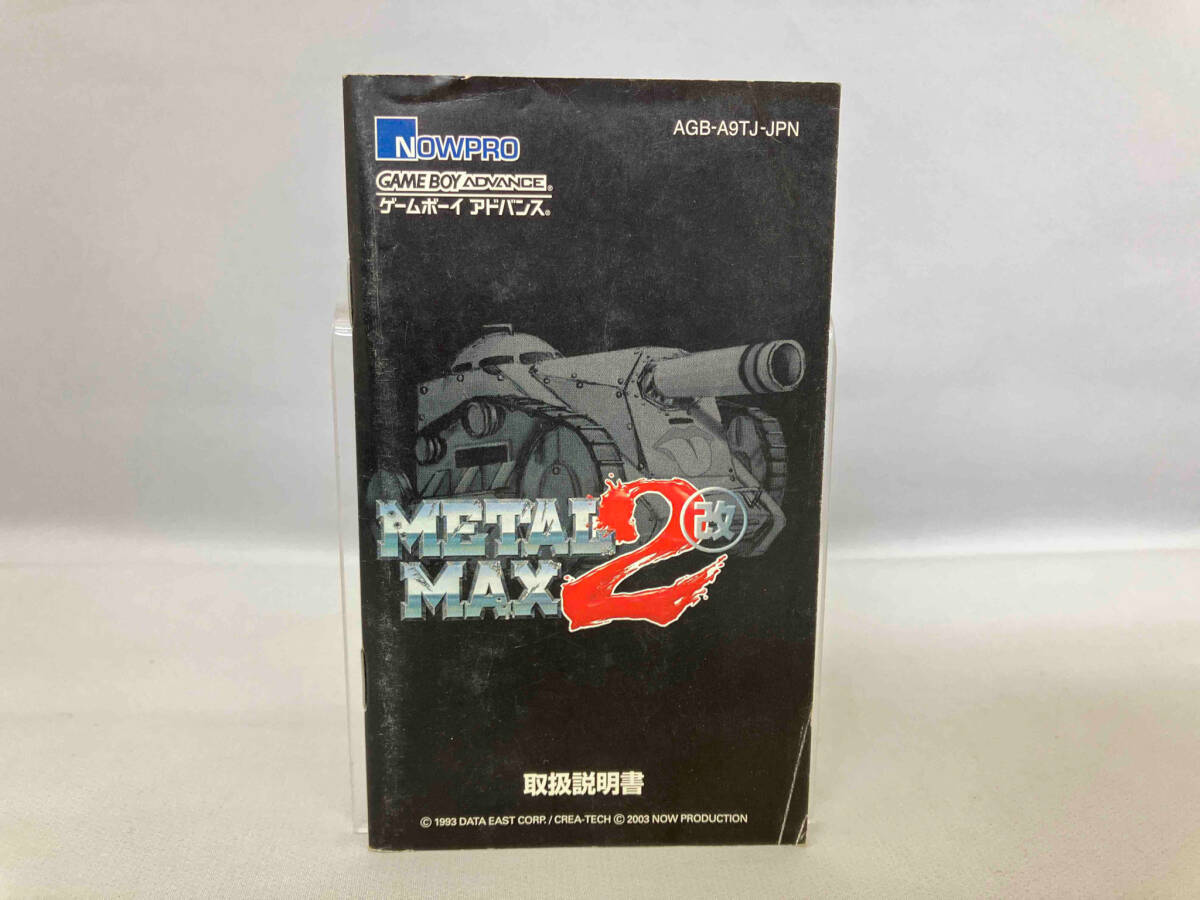 NOWPRO
AGB-A9TJ-JPN
GAME BOY ADVANCE®
ゲームボーイ アドバンス®
METAL
MAX 2 改
取扱説明書
© 1993 DATA EAST CORP. / CREA-TECH © 2003 NOW PRODUCTION